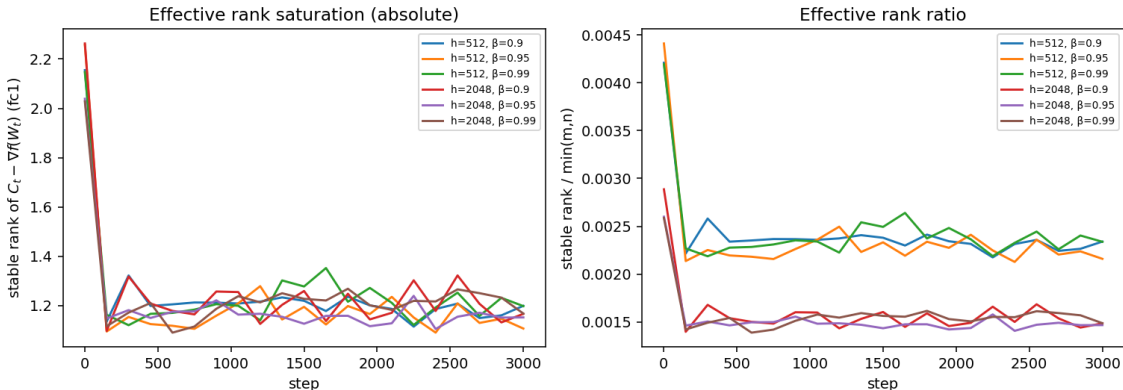 Effective rank saturation (absolute)
stable rank of C_t − ∇f(W_t) (fc1)
2.2
2.0
1.8
1.6
1.4
1.2
h=512, β=0.9
h=512, β=0.95
h=512, β=0.99
h=2048, β=0.9
h=2048, β=0.95
h=2048, β=0.99
0 500 1000 1500 2000 2500 3000
step
Effective rank ratio
stable rank / min(m,n)
0.0045
0.0040
0.0035
0.0030
0.0025
0.0020
0.0015
h=512, β=0.9
h=512, β=0.95
h=512, β=0.99
h=2048, β=0.9
h=2048, β=0.95
h=2048, β=0.99
0 500 1000 1500 2000 2500 3000
step